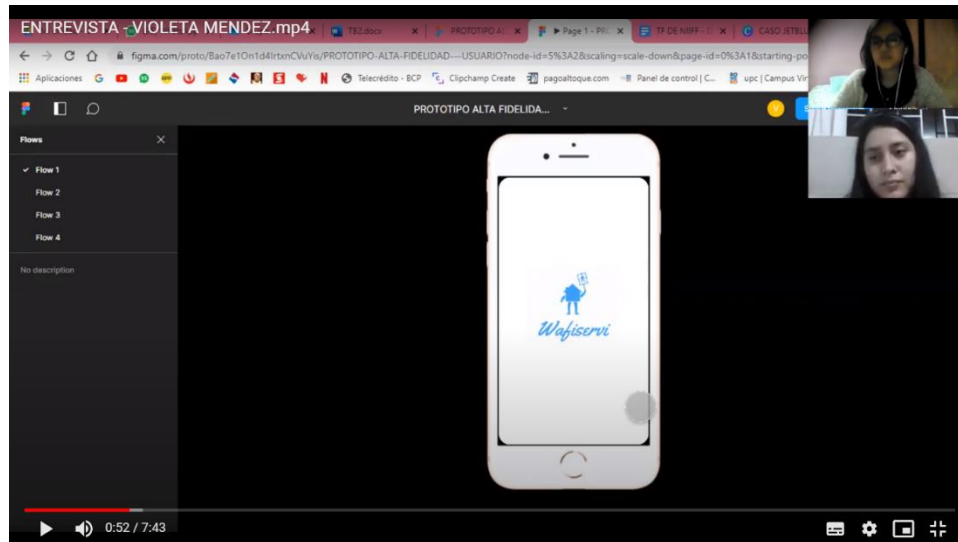 ENTREVISTA - VIOLETA MENDEZ.mp4
TB2.docx
PROTOTIPO AL
Page 1 - PR
TF DE NIIFF - D
CASO JETBLU
figma.com/proto/Bao7e1On1d4IrtxnCVuYis/PROTOTIPO-ALTA-FIDELIDAD---USUARIO?node-id=5%3A2&scaling=scale-down&page-id=0%3A1&starting-po
Aplicaciones
Telecrédito - BCP
Clipchamp Create
pagoaltoque.com
Panel de control | C...
upc | Campus Vir
PROTOTIPO ALTA FIDELIDA...
V
Flows
Flow 1
Flow 2
Flow 3
Flow 4
No description
Wafiservi
0:52 / 7:43